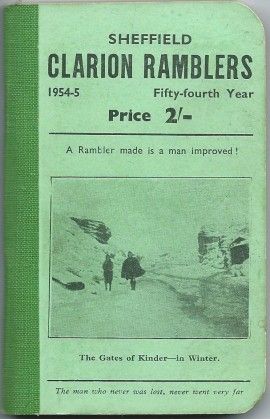 SHEFFIELD
CLARION RAMBLERS
1954-5 Fifty-fourth Year
Price 2/-
A Rambler made is a man improved!
The Gates of Kinder—in Winter.
The man who never was lost, never went very far